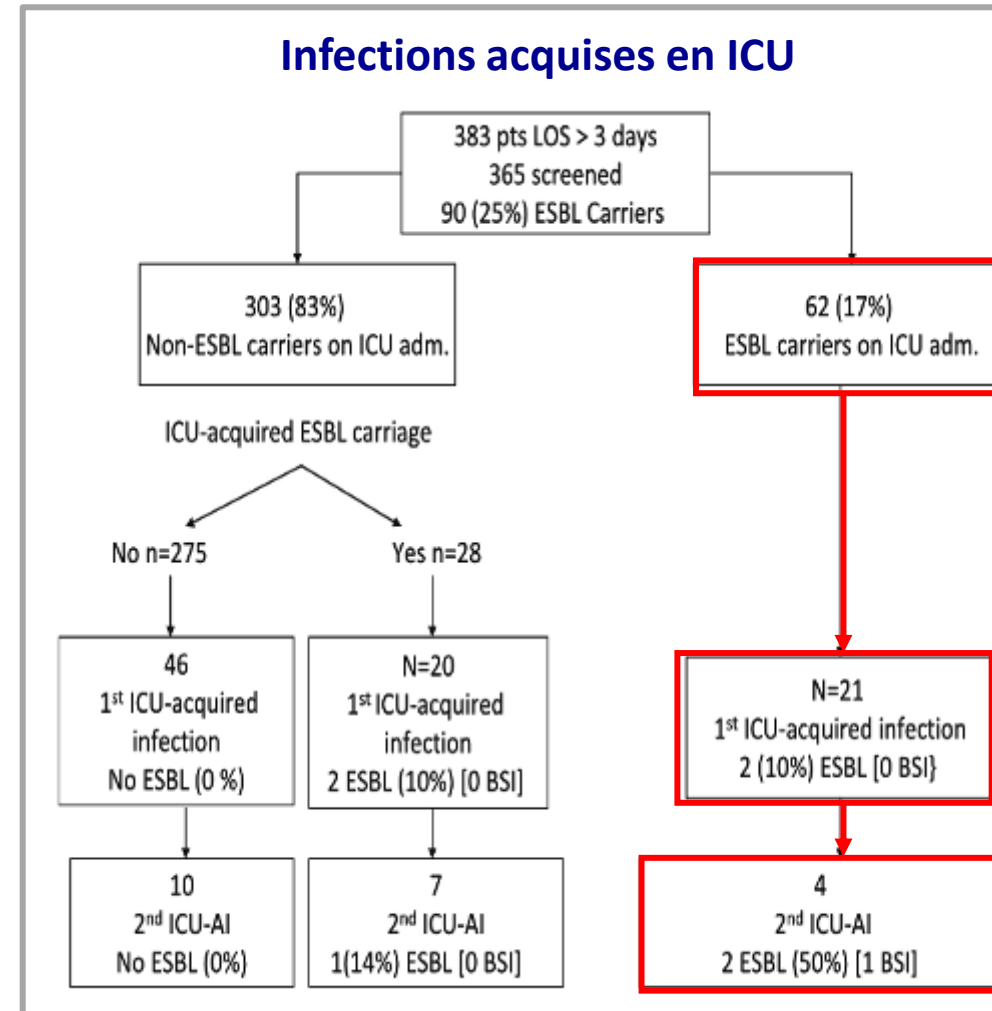 Infections acquises en ICU
383 pts LOS > 3 days
365 screened
90 (25%) ESBL Carriers
303 (83%)
Non-ESBL carriers on ICU adm.
62 (17%)
ESBL carriers on ICU adm.
ICU-acquired ESBL carriage
No n=275
Yes n=28
46
1st ICU-acquired
infection
No ESBL (0 %)
N=20
1st ICU-acquired
infection
2 ESBL (10%) [0 BSI]
N=21
1st ICU-acquired infection
2 (10%) ESBL [0 BSI}
10
2nd ICU-AI
No ESBL (0%)
7
2nd ICU-AI
1(14%) ESBL [0 BSI]
4
2nd ICU-AI
2 ESBL (50%) [1 BSI]